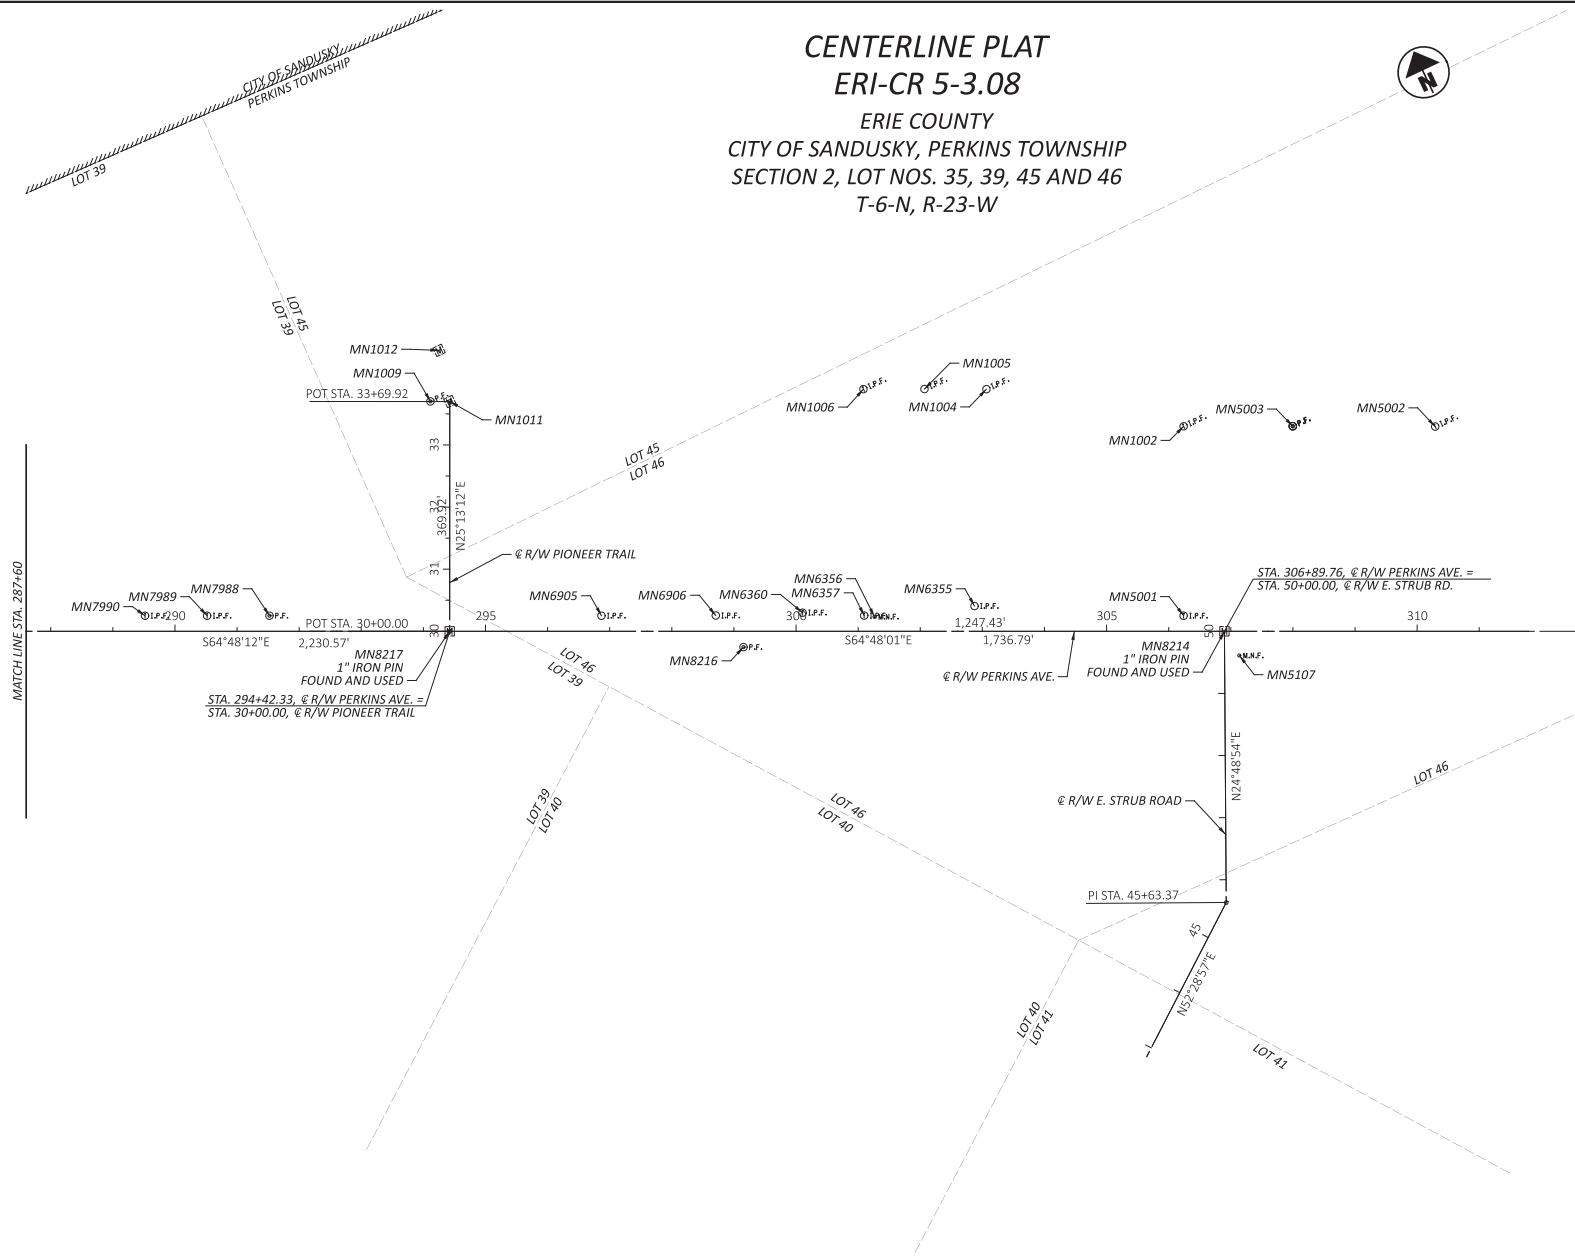 CENTERLINE PLAT
ERI-CR 5-3.08
ERIE COUNTY
CITY OF SANDUSKY, PERKINS TOWNSHIP
SECTION 2, LOT NOS. 35, 39, 45 AND 46
T-6-N, R-23-W
N
CITY OF SANDUSKY
PERKINS TOWNSHIP
LOT 39
LOT 45
LOT 39
MN1012
MN1009
POT STA. 33+69.92
P.F.
MN1011
33
32
369.92'
N25°13'12"E
31
30
℄ R/W PIONEER TRAIL
MN1006
I.P.F.
MN1005
I.P.F.
MN1004
I.P.F.
MN1002
I.P.F.
MN5003
P.F.
MN5002
I.P.F.
LOT 45
LOT 46
MATCH LINE STA. 287+60
MN7990
I.P.F.
MN7989
I.P.F.
MN7988
P.F.
290
POT STA. 30+00.00
295
S64°48'12"E
2,230.57'
MN8217
1" IRON PIN
FOUND AND USED
STA. 294+42.33, ℄ R/W PERKINS AVE. =
STA. 30+00.00, ℄ R/W PIONEER TRAIL
MN6905
I.P.F.
MN6906
I.P.F.
MN6360
I.P.F.
MN6356
MN6357
M.N.F.
300
MN6355
I.P.F.
1,247.43'
S64°48'01"E
1,736.79'
MN8216
P.F.
℄ R/W PERKINS AVE.
305
MN5001
I.P.F.
50
MN8214
1" IRON PIN
FOUND AND USED
STA. 306+89.76, ℄ R/W PERKINS AVE. =
STA. 50+00.00, ℄ R/W E. STRUB RD.
310
M.N.F.
MN5107
LOT 46
LOT 39
LOT 39
LOT 40
LOT 46
LOT 40
N24°48'54"E
℄ R/W E. STRUB ROAD
LOT 46
PI STA. 45+63.37
45
N52°28'57"E
LOT 40
LOT 41
LOT 41